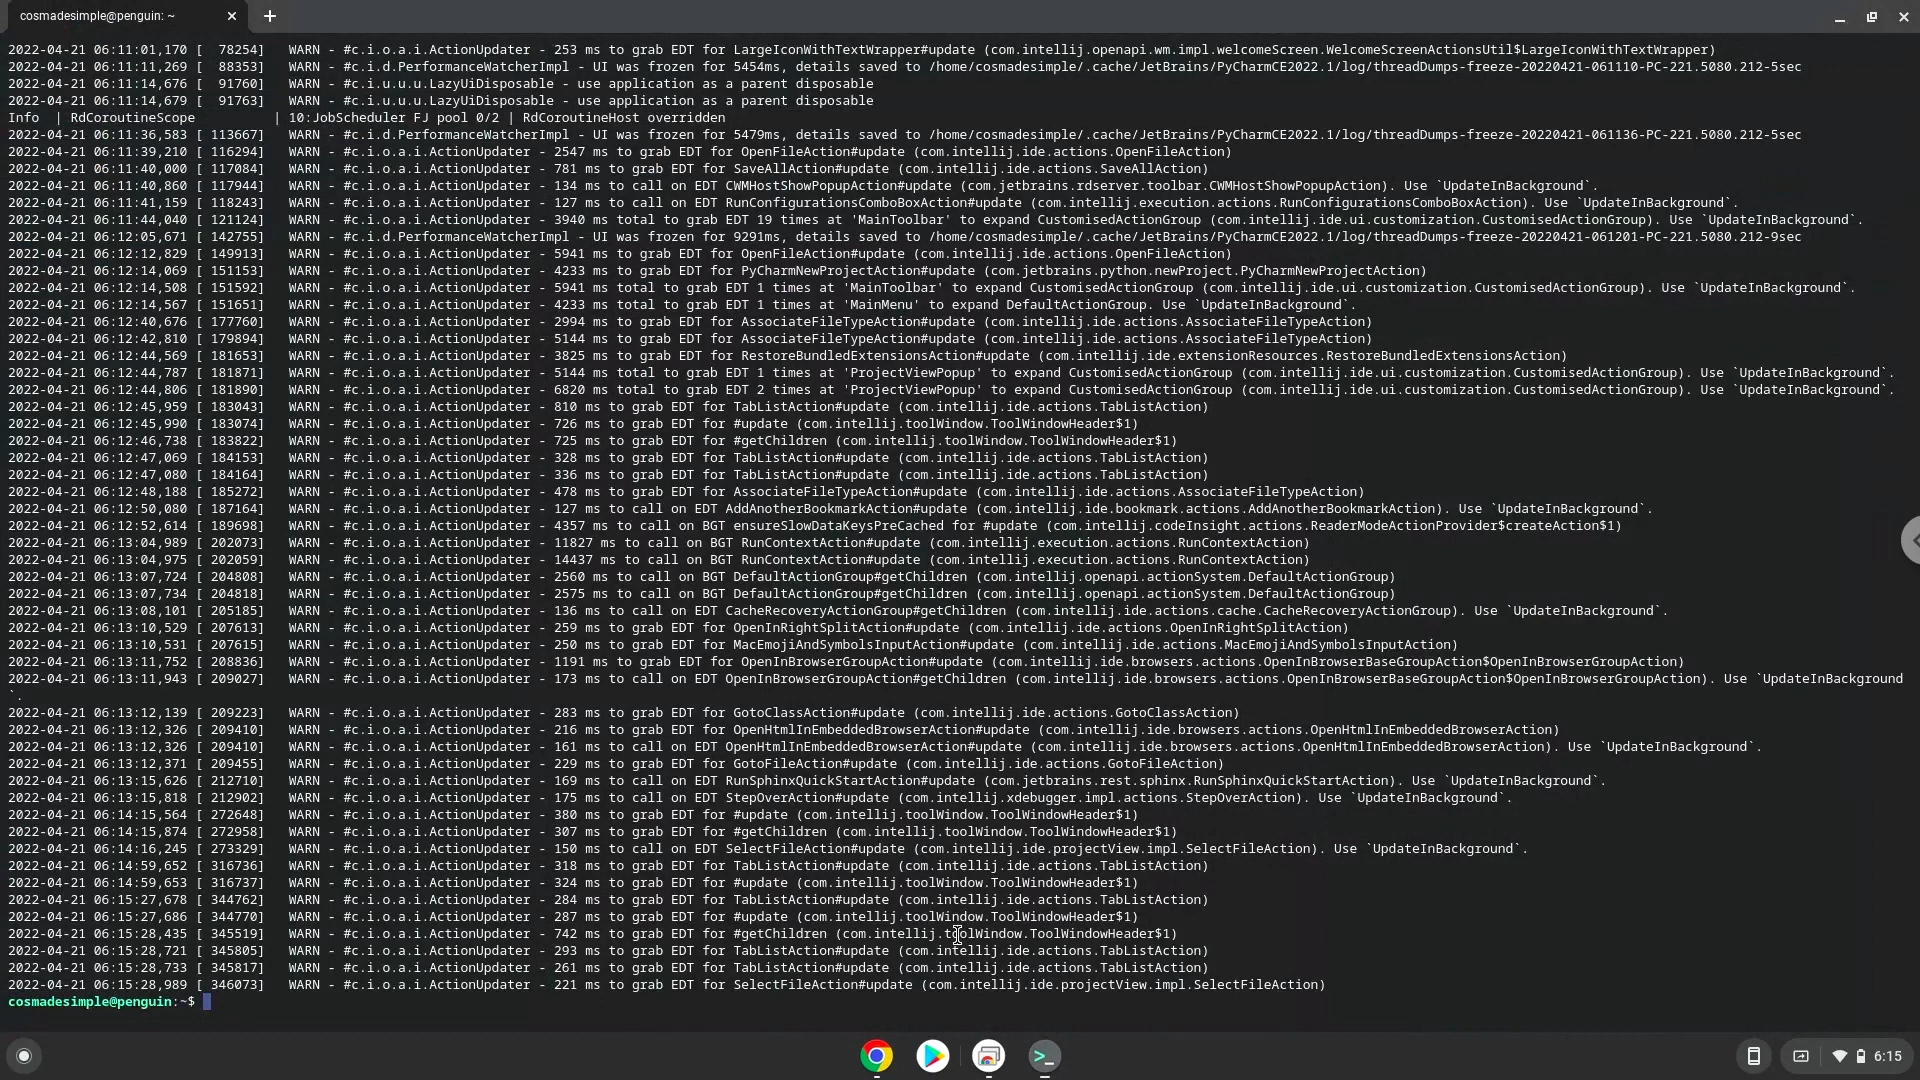 cosmadesimple@penguin: ~
2022-04-21 06:11:01,170 [  78254]   WARN - #c.i.o.a.i.ActionUpdater - 253 ms to grab EDT for LargeIconWithTextWrapper#update (com.intellij.openapi.wm.impl.welcomeScreen.WelcomeScreenActionsUtil$LargeIconWithTextWrapper)
2022-04-21 06:11:11,269 [  88353]   WARN - #c.i.d.PerformanceWatcherImpl - UI was frozen for 5454ms, details saved to /home/cosmadesimple/.cache/JetBrains/PyCharmCE2022.1/log/threadDumps-freeze-20220421-061110-PC-221.5080.212-5sec
2022-04-21 06:11:14,676 [  91760]   WARN - #c.i.u.u.u.LazyUiDisposable - use application as a parent disposable
2022-04-21 06:11:14,679 [  91763]   WARN - #c.i.u.u.u.LazyUiDisposable - use application as a parent disposable
Info  | RdCoroutineScope          | 10:JobScheduler FJ pool 0/2 | RdCoroutineHost overridden
2022-04-21 06:11:36,583 [ 113667]   WARN - #c.i.d.PerformanceWatcherImpl - UI was frozen for 5479ms, details saved to /home/cosmadesimple/.cache/JetBrains/PyCharmCE2022.1/log/threadDumps-freeze-20220421-061136-PC-221.5080.212-5sec
2022-04-21 06:11:39,210 [ 116294]   WARN - #c.i.o.a.i.ActionUpdater - 2547 ms to grab EDT for OpenFileAction#update (com.intellij.ide.actions.OpenFileAction)
2022-04-21 06:11:40,000 [ 117084]   WARN - #c.i.o.a.i.ActionUpdater - 781 ms to grab EDT for SaveAllAction#update (com.intellij.ide.actions.SaveAllAction)
2022-04-21 06:11:40,860 [ 117944]   WARN - #c.i.o.a.i.ActionUpdater - 134 ms to call on EDT CWMHostShowPopupAction#update (com.jetbrains.rdserver.toolbar.CWMHostShowPopupAction). Use `UpdateInBackground`.
2022-04-21 06:11:41,159 [ 118243]   WARN - #c.i.o.a.i.ActionUpdater - 127 ms to call on EDT RunConfigurationsComboBoxAction#update (com.intellij.execution.actions.RunConfigurationsComboBoxAction). Use `UpdateInBackground`.
2022-04-21 06:11:44,040 [ 121124]   WARN - #c.i.o.a.i.ActionUpdater - 3940 ms total to grab EDT 19 times at 'MainToolbar' to expand CustomisedActionGroup (com.intellij.ide.ui.customization.CustomisedActionGroup). Use `UpdateInBackground`.
2022-04-21 06:12:05,671 [ 142755]   WARN - #c.i.d.PerformanceWatcherImpl - UI was frozen for 9291ms, details saved to /home/cosmadesimple/.cache/JetBrains/PyCharmCE2022.1/log/threadDumps-freeze-20220421-061201-PC-221.5080.212-9sec
2022-04-21 06:12:12,829 [ 149913]   WARN - #c.i.o.a.i.ActionUpdater - 5941 ms to grab EDT for OpenFileAction#update (com.intellij.ide.actions.OpenFileAction)
2022-04-21 06:12:14,069 [ 151153]   WARN - #c.i.o.a.i.ActionUpdater - 4233 ms to grab EDT for PyCharmNewProjectAction#update (com.jetbrains.python.newProject.PyCharmNewProjectAction)
2022-04-21 06:12:14,508 [ 151592]   WARN - #c.i.o.a.i.ActionUpdater - 5941 ms total to grab EDT 1 times at 'MainToolbar' to expand CustomisedActionGroup (com.intellij.ide.ui.customization.CustomisedActionGroup). Use `UpdateInBackground`.
2022-04-21 06:12:14,567 [ 151651]   WARN - #c.i.o.a.i.ActionUpdater - 4233 ms total to grab EDT 1 times at 'MainMenu' to expand DefaultActionGroup. Use `UpdateInBackground`.
2022-04-21 06:12:40,676 [ 177760]   WARN - #c.i.o.a.i.ActionUpdater - 2994 ms to grab EDT for AssociateFileTypeAction#update (com.intellij.ide.actions.AssociateFileTypeAction)
2022-04-21 06:12:42,810 [ 179894]   WARN - #c.i.o.a.i.ActionUpdater - 5144 ms to grab EDT for AssociateFileTypeAction#update (com.intellij.ide.actions.AssociateFileTypeAction)
2022-04-21 06:12:44,569 [ 181653]   WARN - #c.i.o.a.i.ActionUpdater - 3825 ms to grab EDT for RestoreBundledExtensionsAction#update (com.intellij.ide.extensionResources.RestoreBundledExtensionsAction)
2022-04-21 06:12:44,787 [ 181871]   WARN - #c.i.o.a.i.ActionUpdater - 5144 ms total to grab EDT 1 times at 'ProjectViewPopup' to expand CustomisedActionGroup (com.intellij.ide.ui.customization.CustomisedActionGroup). Use `UpdateInBackground`.
2022-04-21 06:12:44,806 [ 181890]   WARN - #c.i.o.a.i.ActionUpdater - 6820 ms total to grab EDT 2 times at 'ProjectViewPopup' to expand CustomisedActionGroup (com.intellij.ide.ui.customization.CustomisedActionGroup). Use `UpdateInBackground`.
2022-04-21 06:12:45,959 [ 183043]   WARN - #c.i.o.a.i.ActionUpdater - 810 ms to grab EDT for TabListAction#update (com.intellij.ide.actions.TabListAction)
2022-04-21 06:12:45,990 [ 183074]   WARN - #c.i.o.a.i.ActionUpdater - 726 ms to grab EDT for #update (com.intellij.toolWindow.ToolWindowHeader$1)
2022-04-21 06:12:46,738 [ 183822]   WARN - #c.i.o.a.i.ActionUpdater - 725 ms to grab EDT for #getChildren (com.intellij.toolWindow.ToolWindowHeader$1)
2022-04-21 06:12:47,069 [ 184153]   WARN - #c.i.o.a.i.ActionUpdater - 328 ms to grab EDT for TabListAction#update (com.intellij.ide.actions.TabListAction)
2022-04-21 06:12:47,080 [ 184164]   WARN - #c.i.o.a.i.ActionUpdater - 336 ms to grab EDT for TabListAction#update (com.intellij.ide.actions.TabListAction)
2022-04-21 06:12:48,188 [ 185272]   WARN - #c.i.o.a.i.ActionUpdater - 478 ms to grab EDT for AssociateFileTypeAction#update (com.intellij.ide.actions.AssociateFileTypeAction)
2022-04-21 06:12:50,080 [ 187164]   WARN - #c.i.o.a.i.ActionUpdater - 127 ms to call on EDT AddAnotherBookmarkAction#update (com.intellij.ide.bookmark.actions.AddAnotherBookmarkAction). Use `UpdateInBackground`.
2022-04-21 06:12:52,614 [ 189698]   WARN - #c.i.o.a.i.ActionUpdater - 4357 ms to call on BGT ensureSlowDataKeysPreCached for #update (com.intellij.codeInsight.actions.ReaderModeActionProvider$createAction$1)
2022-04-21 06:13:04,989 [ 202073]   WARN - #c.i.o.a.i.ActionUpdater - 11827 ms to call on BGT RunContextAction#update (com.intellij.execution.actions.RunContextAction)
2022-04-21 06:13:04,975 [ 202059]   WARN - #c.i.o.a.i.ActionUpdater - 14437 ms to call on BGT RunContextAction#update (com.intellij.execution.actions.RunContextAction)
2022-04-21 06:13:07,724 [ 204808]   WARN - #c.i.o.a.i.ActionUpdater - 2560 ms to call on BGT DefaultActionGroup#getChildren (com.intellij.openapi.actionSystem.DefaultActionGroup)
2022-04-21 06:13:07,734 [ 204818]   WARN - #c.i.o.a.i.ActionUpdater - 2575 ms to call on BGT DefaultActionGroup#getChildren (com.intellij.openapi.actionSystem.DefaultActionGroup)
2022-04-21 06:13:08,101 [ 205185]   WARN - #c.i.o.a.i.ActionUpdater - 136 ms to call on EDT CacheRecoveryActionGroup#getChildren (com.intellij.ide.actions.cache.CacheRecoveryActionGroup). Use `UpdateInBackground`.
2022-04-21 06:13:10,529 [ 207613]   WARN - #c.i.o.a.i.ActionUpdater - 259 ms to grab EDT for OpenInRightSplitAction#update (com.intellij.ide.actions.OpenInRightSplitAction)
2022-04-21 06:13:10,531 [ 207615]   WARN - #c.i.o.a.i.ActionUpdater - 250 ms to grab EDT for MacEmojiAndSymbolsInputAction#update (com.intellij.ide.actions.MacEmojiAndSymbolsInputAction)
2022-04-21 06:13:11,752 [ 208836]   WARN - #c.i.o.a.i.ActionUpdater - 1191 ms to grab EDT for OpenInBrowserGroupAction#update (com.intellij.ide.browsers.actions.OpenInBrowserBaseGroupAction$OpenInBrowserGroupAction)
2022-04-21 06:13:11,943 [ 209027]   WARN - #c.i.o.a.i.ActionUpdater - 173 ms to call on EDT OpenInBrowserGroupAction#getChildren (com.intellij.ide.browsers.actions.OpenInBrowserBaseGroupAction$OpenInBrowserGroupAction). Use `UpdateInBackground
`.
2022-04-21 06:13:12,139 [ 209223]   WARN - #c.i.o.a.i.ActionUpdater - 283 ms to grab EDT for GotoClassAction#update (com.intellij.ide.actions.GotoClassAction)
2022-04-21 06:13:12,326 [ 209410]   WARN - #c.i.o.a.i.ActionUpdater - 216 ms to grab EDT for OpenHtmlInEmbeddedBrowserAction#update (com.intellij.ide.browsers.actions.OpenHtmlInEmbeddedBrowserAction)
2022-04-21 06:13:12,326 [ 209410]   WARN - #c.i.o.a.i.ActionUpdater - 161 ms to call on EDT OpenHtmlInEmbeddedBrowserAction#update (com.intellij.ide.browsers.actions.OpenHtmlInEmbeddedBrowserAction). Use `UpdateInBackground`.
2022-04-21 06:13:12,371 [ 209455]   WARN - #c.i.o.a.i.ActionUpdater - 229 ms to grab EDT for GotoFileAction#update (com.intellij.ide.actions.GotoFileAction)
2022-04-21 06:13:15,626 [ 212710]   WARN - #c.i.o.a.i.ActionUpdater - 169 ms to call on EDT RunSphinxQuickStartAction#update (com.jetbrains.rest.sphinx.RunSphinxQuickStartAction). Use `UpdateInBackground`.
2022-04-21 06:13:15,818 [ 212902]   WARN - #c.i.o.a.i.ActionUpdater - 175 ms to call on EDT StepOverAction#update (com.intellij.xdebugger.impl.actions.StepOverAction). Use `UpdateInBackground`.
2022-04-21 06:14:15,564 [ 272648]   WARN - #c.i.o.a.i.ActionUpdater - 380 ms to grab EDT for #update (com.intellij.toolWindow.ToolWindowHeader$1)
2022-04-21 06:14:15,874 [ 272958]   WARN - #c.i.o.a.i.ActionUpdater - 307 ms to grab EDT for #getChildren (com.intellij.toolWindow.ToolWindowHeader$1)
2022-04-21 06:14:16,245 [ 273329]   WARN - #c.i.o.a.i.ActionUpdater - 150 ms to call on EDT SelectFileAction#update (com.intellij.ide.projectView.impl.SelectFileAction). Use `UpdateInBackground`.
2022-04-21 06:14:59,652 [ 316736]   WARN - #c.i.o.a.i.ActionUpdater - 318 ms to grab EDT for TabListAction#update (com.intellij.ide.actions.TabListAction)
2022-04-21 06:14:59,653 [ 316737]   WARN - #c.i.o.a.i.ActionUpdater - 324 ms to grab EDT for #update (com.intellij.toolWindow.ToolWindowHeader$1)
2022-04-21 06:15:27,678 [ 344762]   WARN - #c.i.o.a.i.ActionUpdater - 284 ms to grab EDT for TabListAction#update (com.intellij.ide.actions.TabListAction)
2022-04-21 06:15:27,686 [ 344770]   WARN - #c.i.o.a.i.ActionUpdater - 287 ms to grab EDT for #update (com.intellij.toolWindow.ToolWindowHeader$1)
2022-04-21 06:15:28,435 [ 345519]   WARN - #c.i.o.a.i.ActionUpdater - 742 ms to grab EDT for #getChildren (com.intellij.toolWindow.ToolWindowHeader$1)
2022-04-21 06:15:28,721 [ 345805]   WARN - #c.i.o.a.i.ActionUpdater - 293 ms to grab EDT for TabListAction#update (com.intellij.ide.actions.TabListAction)
2022-04-21 06:15:28,733 [ 345817]   WARN - #c.i.o.a.i.ActionUpdater - 261 ms to grab EDT for TabListAction#update (com.intellij.ide.actions.TabListAction)
2022-04-21 06:15:28,989 [ 346073]   WARN - #c.i.o.a.i.ActionUpdater - 221 ms to grab EDT for SelectFileAction#update (com.intellij.ide.projectView.impl.SelectFileAction)
cosmadesimple@penguin:~$
6:15